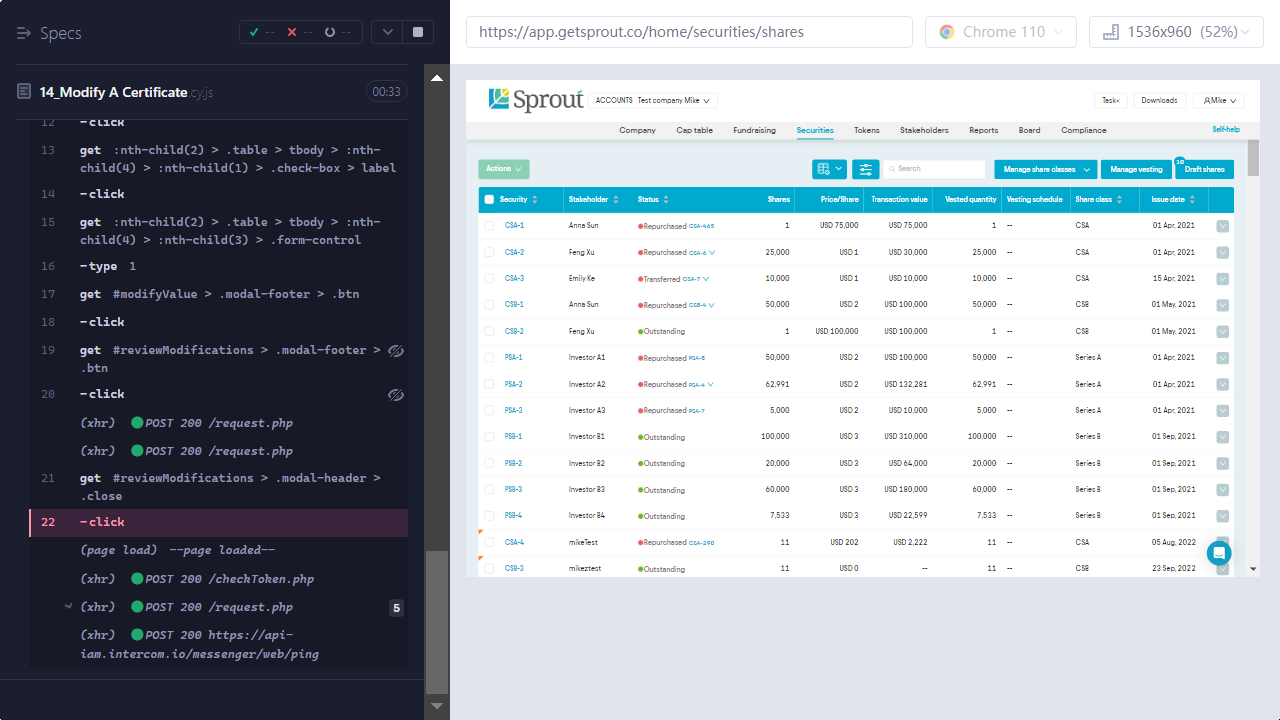 Specs
-- -- --
14_Modify A Certificate.cy.js 00:33
12 -click
13 get :nth-child(2) > .table > tbody > :nth-
child(4) > :nth-child(1) > .check-box > label
14 -click
15 get :nth-child(2) > .table > tbody > :nth-
child(4) > :nth-child(3) > .form-control
16 -type 1
17 get #modifyValue > .modal-footer > .btn
18 -click
19 get #reviewModifications > .modal-footer >
.btn
20 -click
(xhr) POST 200 /request.php
(xhr) POST 200 /request.php
21 get #reviewModifications > .modal-header >
.close
22 -click
(page load) --page loaded--
(xhr) POST 200 /checkToken.php
(xhr) POST 200 /request.php 5
(xhr) POST 200 https://api-
iam.intercom.io/messenger/web/ping
https://app.getsprout.co/home/securities/shares
Chrome 110
1536x960 (52%)
Sprout ACCOUNTS Test company Mike
Task Downloads Mike
Company Cap table Fundraising Securities Tokens Stakeholders Reports Board Compliance Self-help
Actions Search Manage share classes Manage vesting 10 Draft shares
Security Stakeholder Status Shares Price/Share Transaction value Vested quantity Vesting schedule Share class Issue date
CSA-1 Anna Sun Repurchased CSA-468 1 USD 75,000 USD 75,000 1 -- CSA 01 Apr, 2021
CSA-2 Feng Xu Repurchased CSA-6 25,000 USD 1 USD 30,000 25,000 -- CSA 01 Apr, 2021
CSA-3 Emily Ke Transferred CSA-7 10,000 USD 1 USD 10,000 10,000 -- CSA 15 Apr, 2021
CSB-1 Anna Sun Repurchased CSB-4 50,000 USD 2 USD 100,000 50,000 -- CSB 01 May, 2021
CSB-2 Feng Xu Outstanding 1 USD 100,000 USD 100,000 1 -- CSB 01 May, 2021
PSA-1 Investor A1 Repurchased PSA-8 50,000 USD 2 USD 100,000 50,000 -- Series A 01 Apr, 2021
PSA-2 Investor A2 Repurchased PSA-4 62,991 USD 2 USD 132,281 62,991 -- Series A 01 Apr, 2021
PSA-3 Investor A3 Repurchased PSA-7 5,000 USD 2 USD 10,000 5,000 -- Series A 01 Apr, 2021
PSB-1 Investor B1 Outstanding 100,000 USD 3 USD 310,000 100,000 -- Series B 01 Sep, 2021
PSB-2 Investor B2 Outstanding 20,000 USD 3 USD 64,000 20,000 -- Series B 01 Sep, 2021
PSB-3 Investor B3 Outstanding 60,000 USD 3 USD 180,000 60,000 -- Series B 01 Sep, 2021
PSB-4 Investor B4 Outstanding 7,533 USD 3 USD 22,599 7,533 -- Series B 01 Sep, 2021
CSA-4 mikeTest Repurchased CSA-290 11 USD 202 USD 2,222 11 -- CSA 05 Aug, 2022
CSB-3 mikeztest Outstanding 11 USD 0 -- 11 -- CSB 23 Sep, 2022